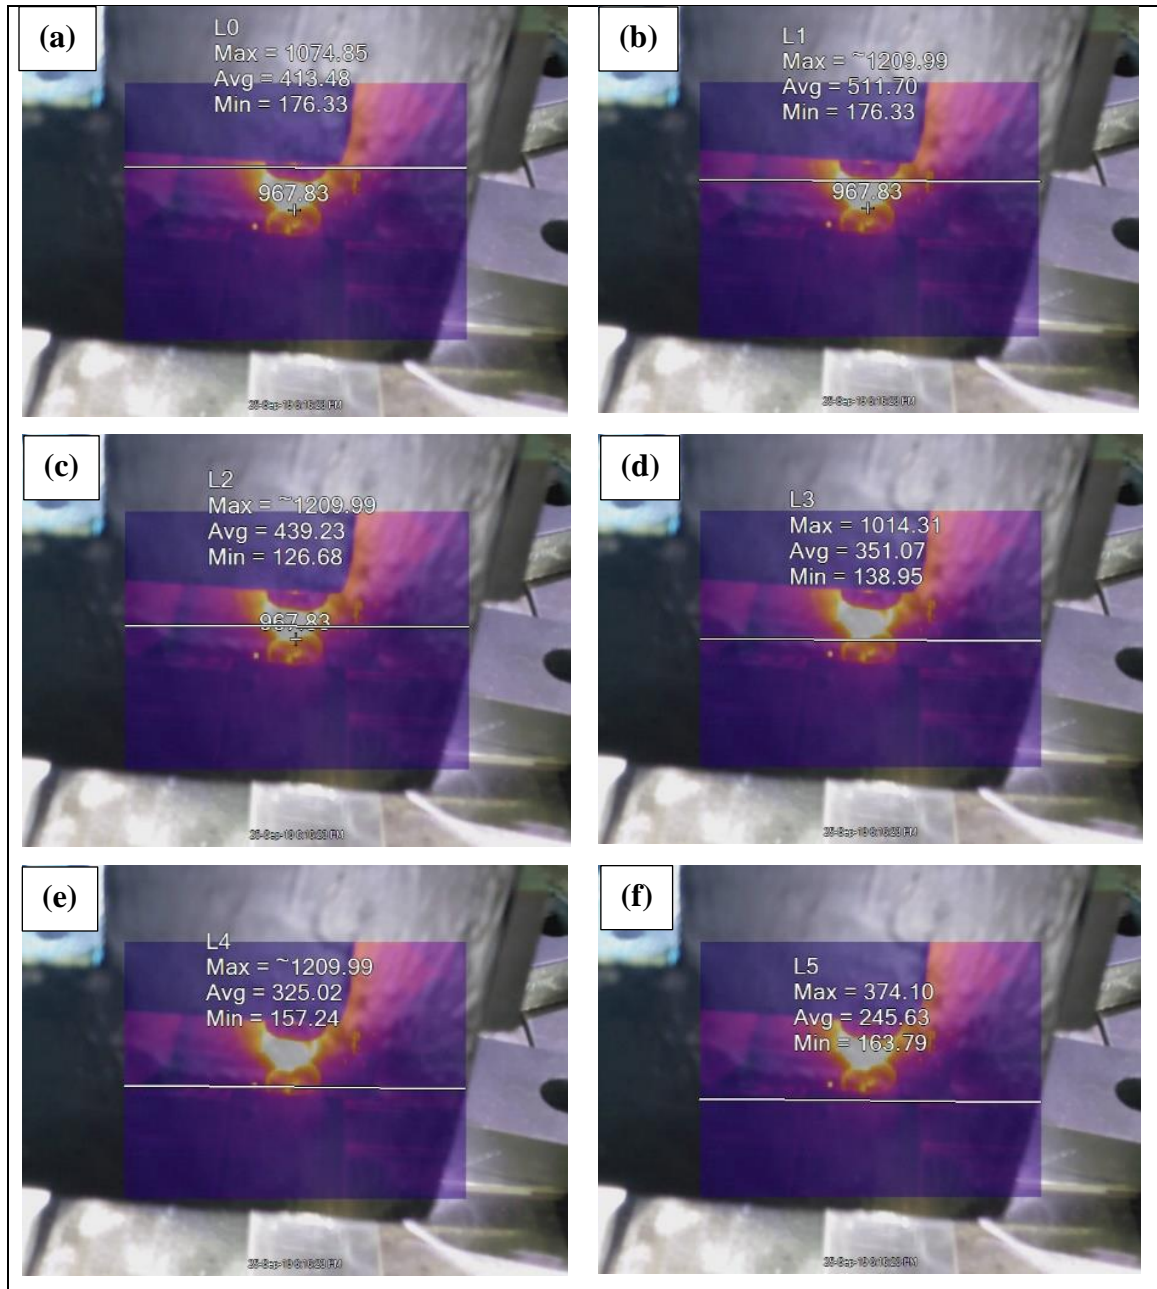 (a)
L0
Max = 1074.85
Avg = 413.48
Min = 176.33
967.83
(b)
L1
Max = ~1209.99
Avg = 511.70
Min = 176.33
967.83
(c)
L2
Max = ~1209.99
Avg = 439.23
Min = 126.68
967.83
(d)
L3
Max = 1014.31
Avg = 351.07
Min = 138.95
(e)
L4
Max = ~1209.99
Avg = 325.02
Min = 157.24
(f)
L5
Max = 374.10
Avg = 245.63
Min = 163.79